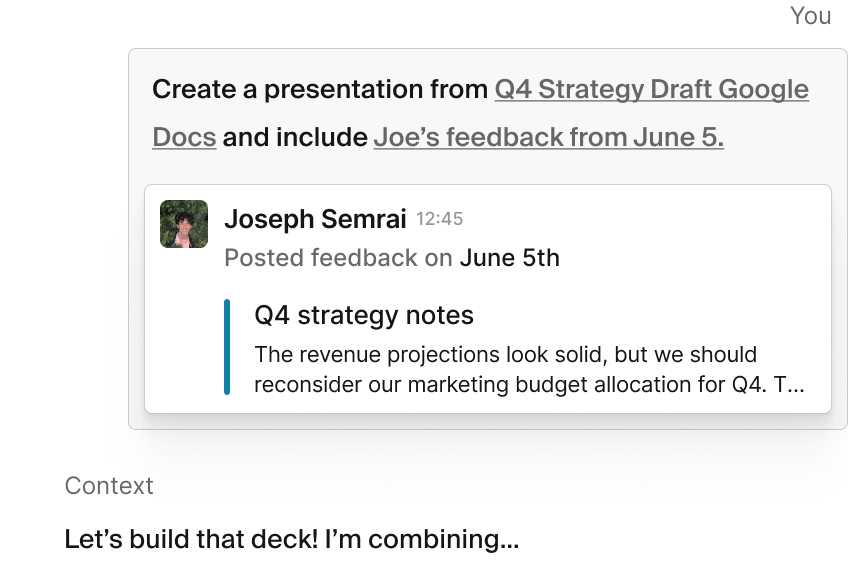 You
Create a presentation from Q4 Strategy Draft Google
Docs and include Joe’s feedback from June 5.
Joseph Semrai 12:45
Posted feedback on June 5th
Q4 strategy notes
The revenue projections look solid, but we should
reconsider our marketing budget allocation for Q4. T...
Context
Let’s build that deck! I’m combining...